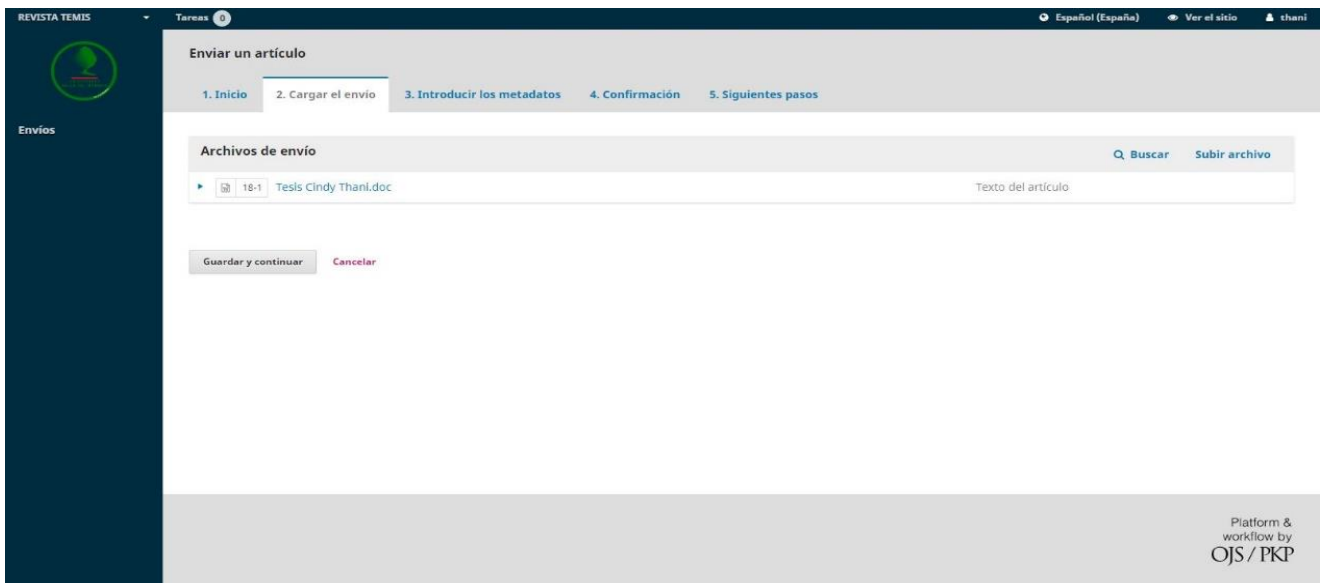 REVISTA TEMIS
Tareas 0
Español (España)
Ver el sitio
thani
Enviar un artículo
1. Inicio
2. Cargar el envío
3. Introducir los metadatos
4. Confirmación
5. Siguientes pasos
Envíos
Archivos de envío
Buscar
Subir archivo
18-1 Tesis Cindy Thani.doc
Texto del artículo
Guardar y continuar
Cancelar
Platform &
workflow by
OJS / PKP